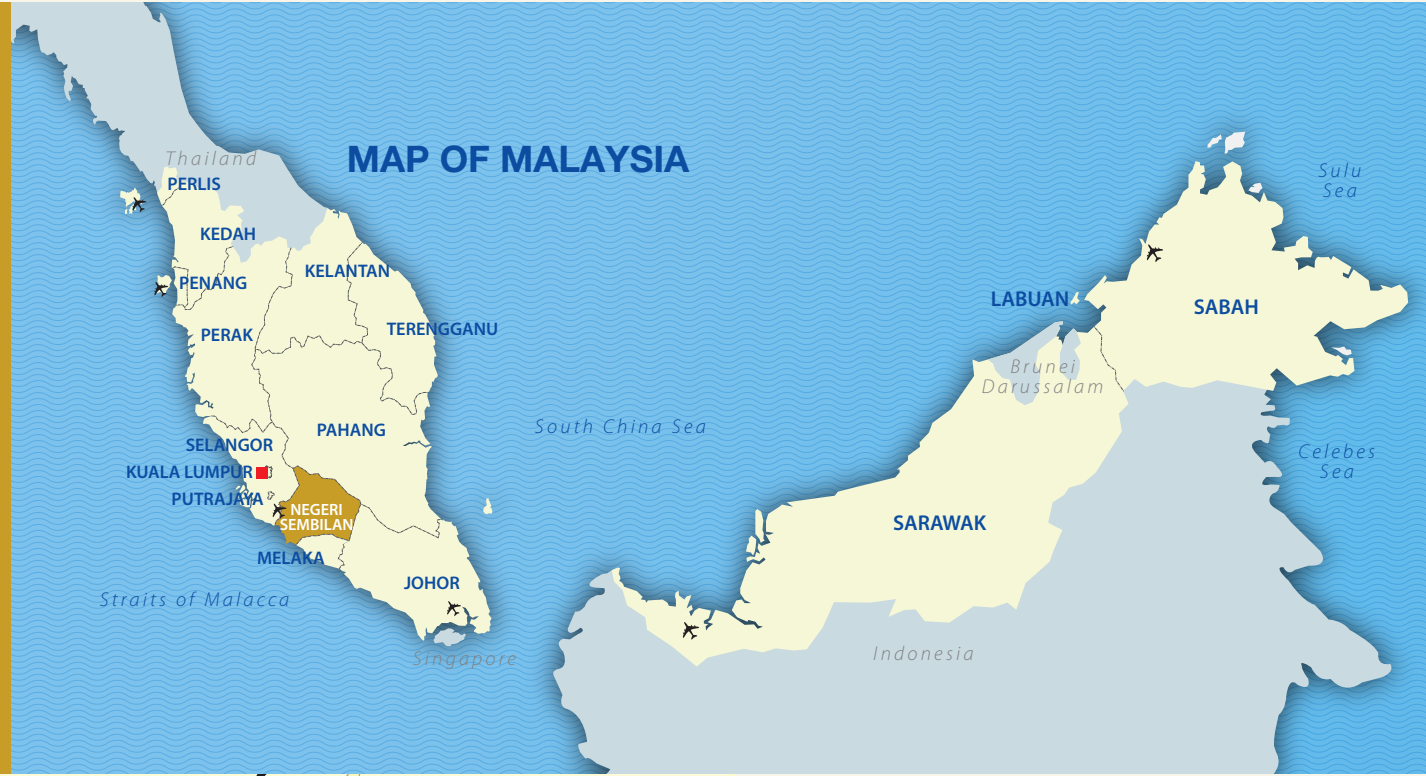 MAP OF MALAYSIA
Thailand
PERLIS
KEDAH
PENANG
KELANTAN
PERAK
TERENGGANU
PAHANG
SELANGOR
KUALA LUMPUR
PUTRAJAYA
NEGERI
SEMBILAN
MELAKA
JOHOR
Straits of Malacca
Singapore
South China Sea
Sulu
Sea
LABUAN
SABAH
Brunei
Darussalam
Celebes
Sea
SARAWAK
Indonesia